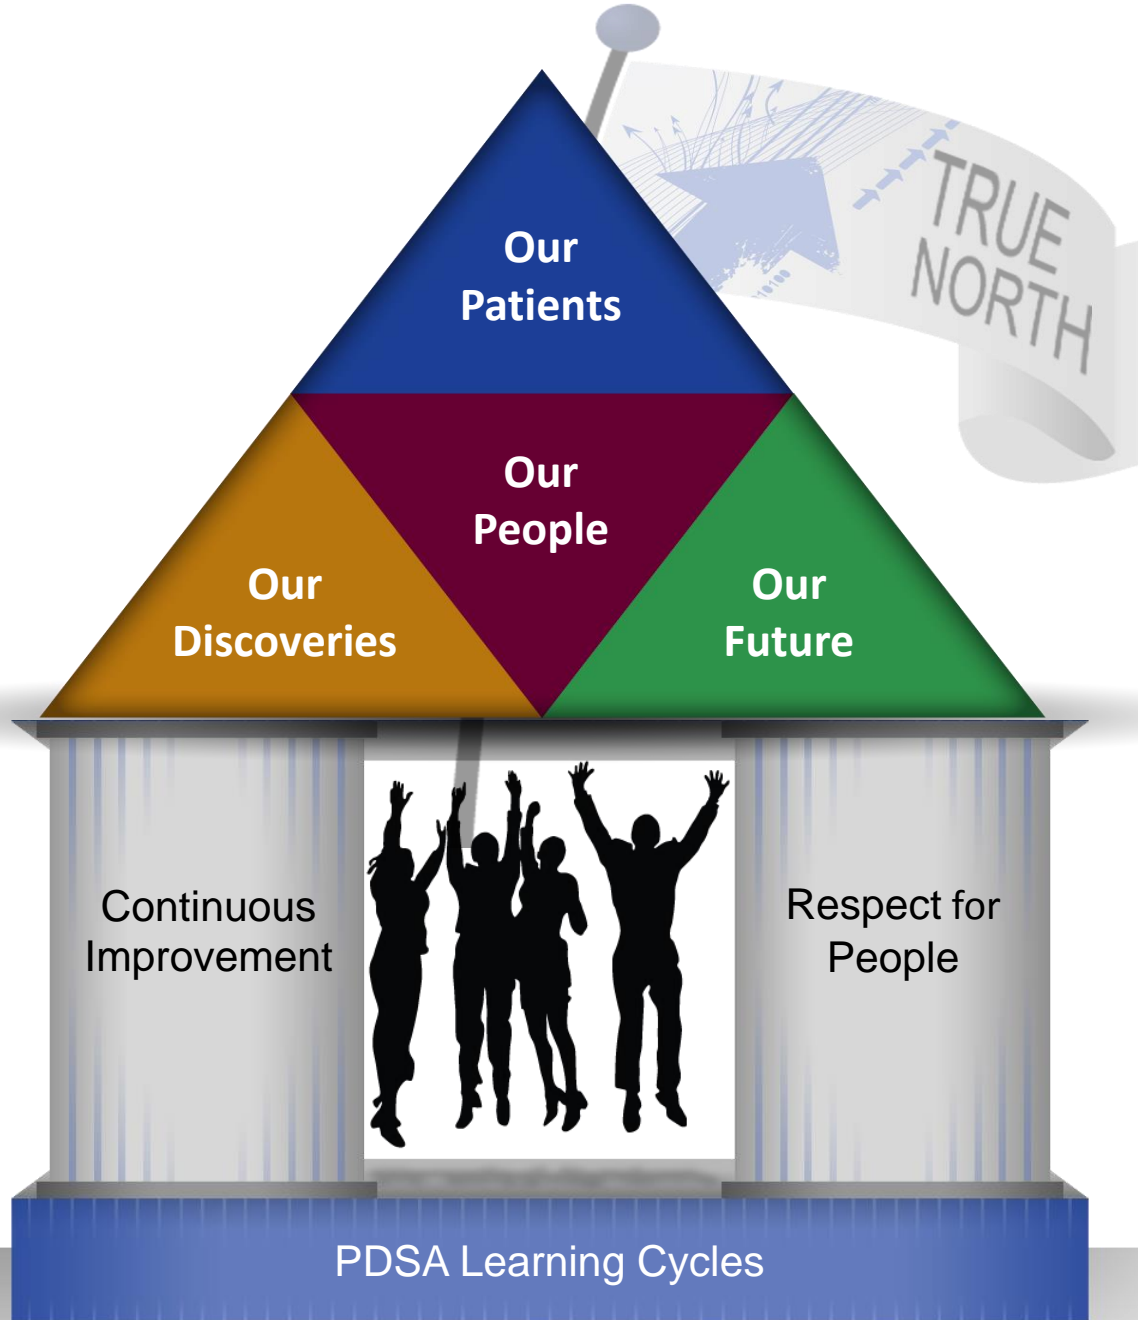 TRUE
NORTH
Our
Patients
Our
People
Our
Discoveries
Our
Future
Continuous
Improvement
Respect for
People
PDSA Learning Cycles